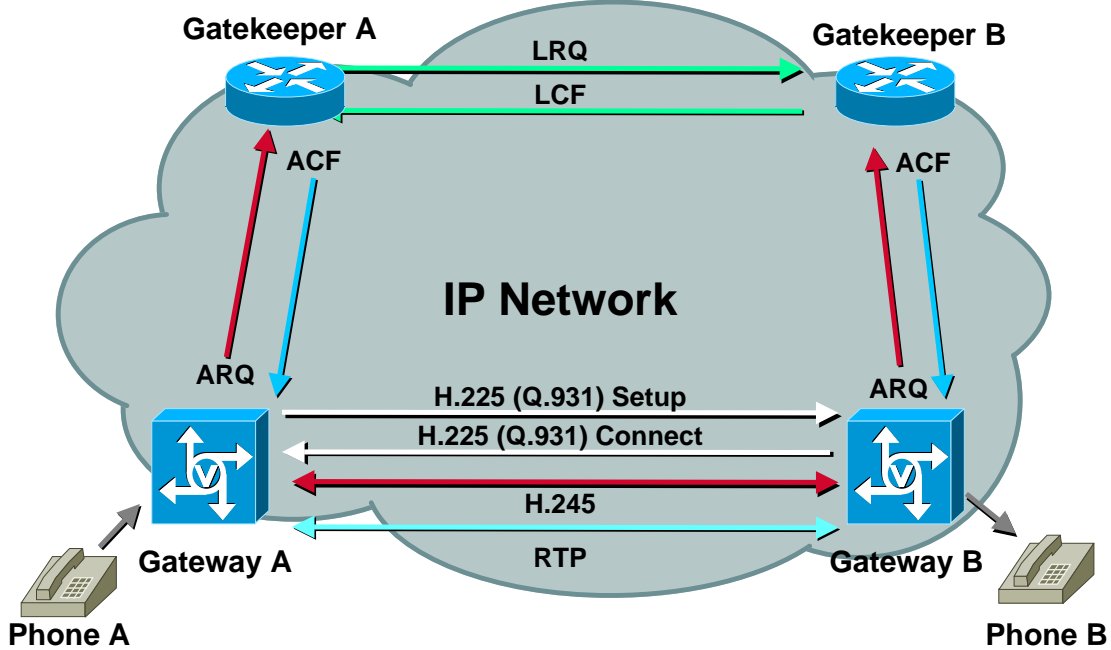 Gatekeeper A
Gatekeeper B
LRQ
LCF
ACF
ACF
IP Network
ARQ
ARQ
H.225 (Q.931) Setup
H.225 (Q.931) Connect
V
V
H.245
RTP
Gateway A
Gateway B
Phone A
Phone B